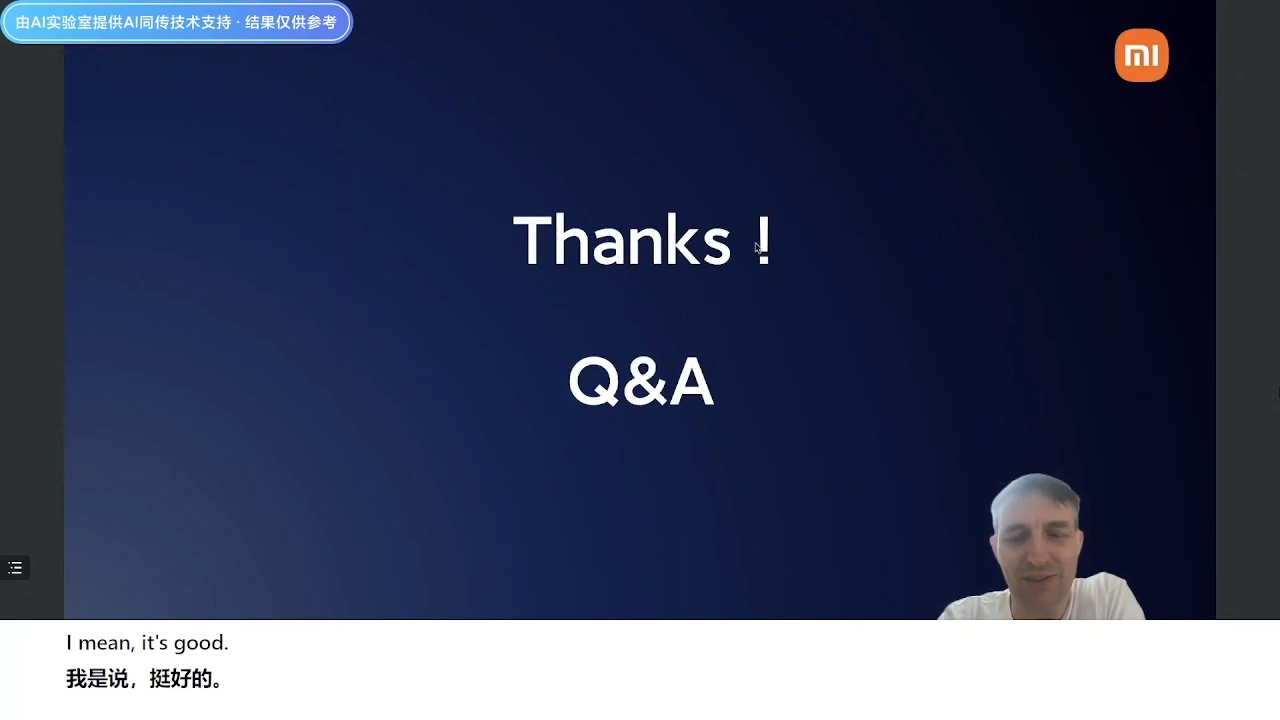 由AI实验室提供AI同传技术支持 · 结果仅供参考
mi
Thanks !
Q&A
I mean, it's good.
我是说，挺好的。